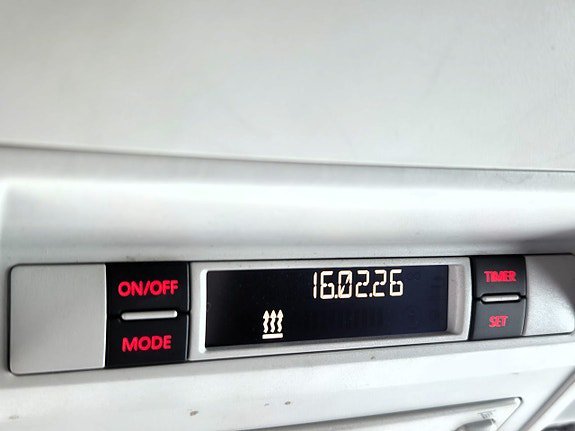 ON/OFF
MODE
16.02.26
TIMER
SET